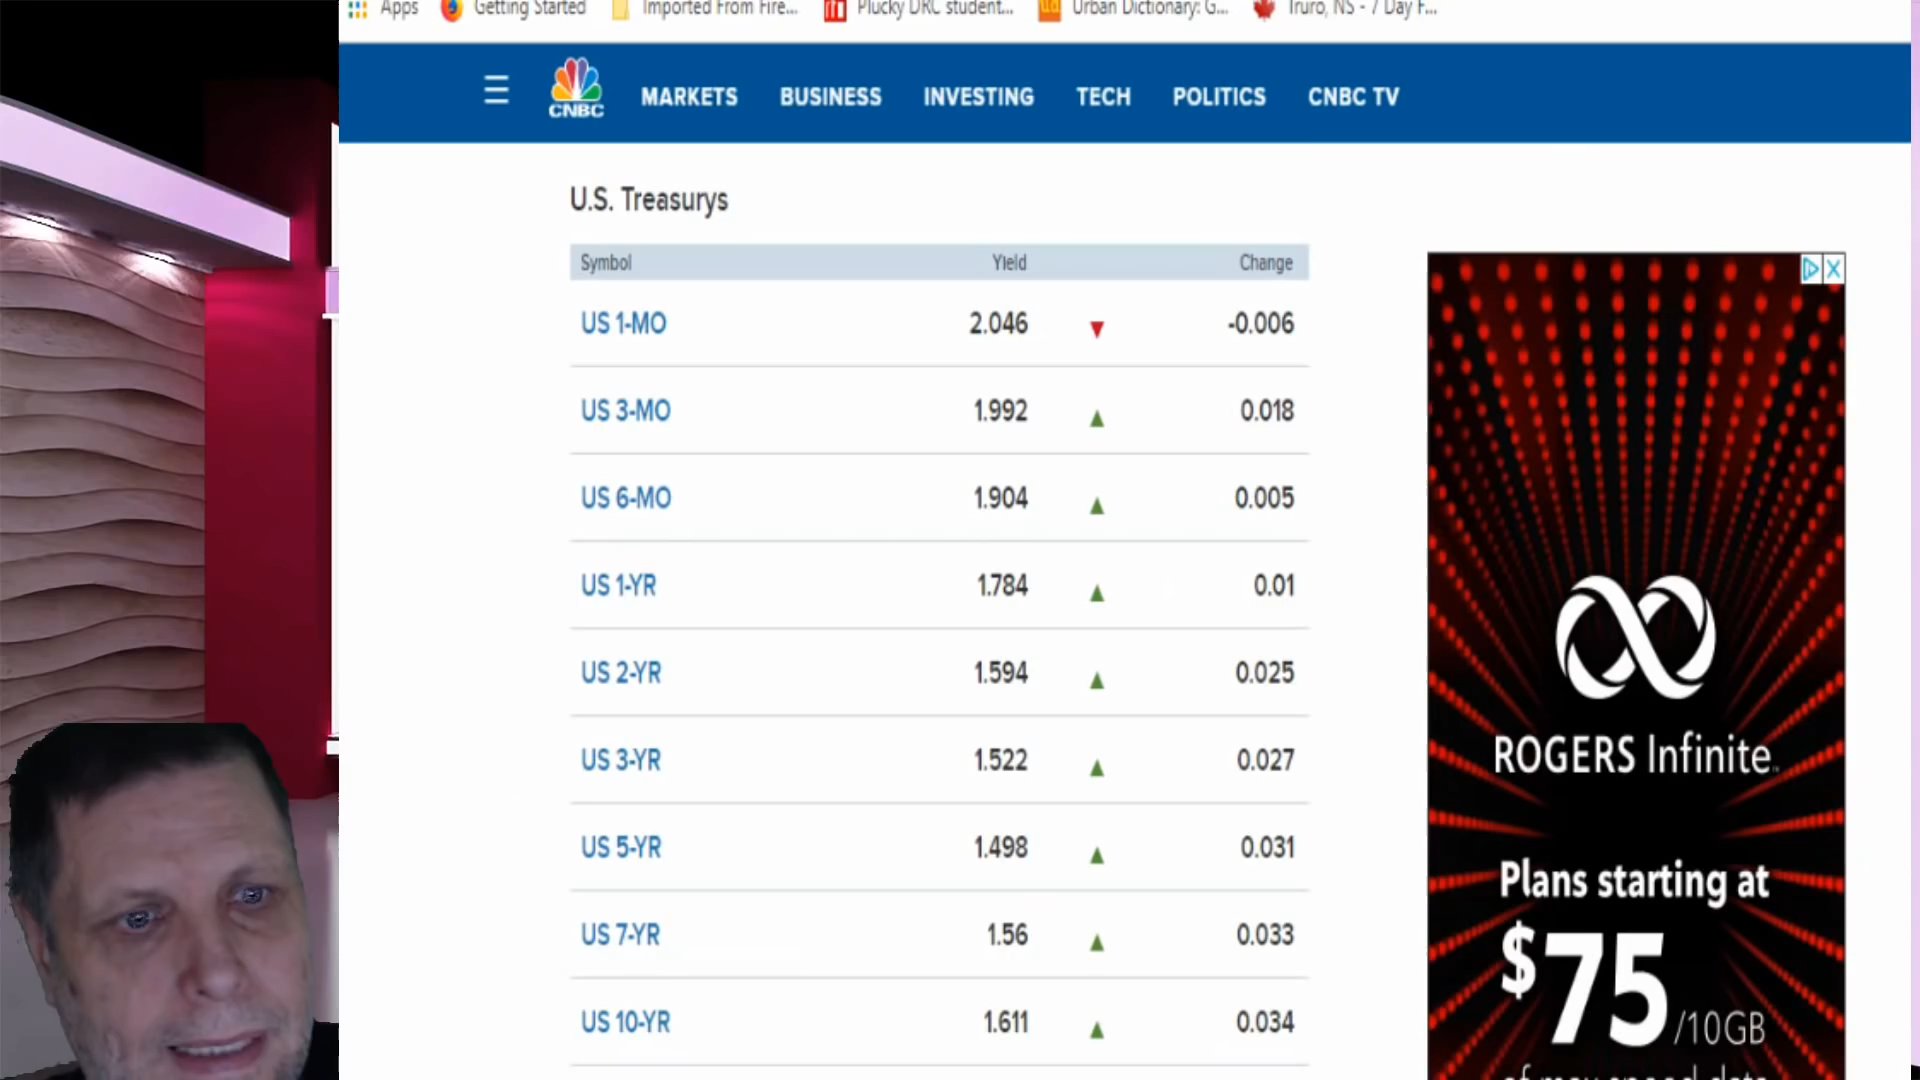 Apps Getting Started Imported From Fire... Plucky DRC student... Urban Dictionary: G... Truro, NS - 7 Day F...
CNBC MARKETS BUSINESS INVESTING TECH POLITICS CNBC TV
U.S. Treasurys
Symbol Yield Change
US 1-MO 2.046 ▼ -0.006
US 3-MO 1.992 ▲ 0.018
US 6-MO 1.904 ▲ 0.005
US 1-YR 1.784 ▲ 0.01
US 2-YR 1.594 ▲ 0.025
US 3-YR 1.522 ▲ 0.027
US 5-YR 1.498 ▲ 0.031
US 7-YR 1.56 ▲ 0.033
US 10-YR 1.611 ▲ 0.034
ROGERS Infinite
Plans starting at
$75/10GB
of max speed data